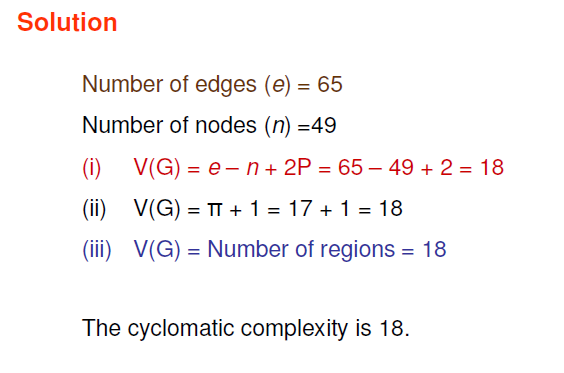 Solution
Number of edges (e) = 65
Number of nodes (n) =49
(i) V(G) = e – n + 2P = 65 – 49 + 2 = 18
(ii) V(G) = π + 1 = 17 + 1 = 18
(iii) V(G) = Number of regions = 18
The cyclomatic complexity is 18.